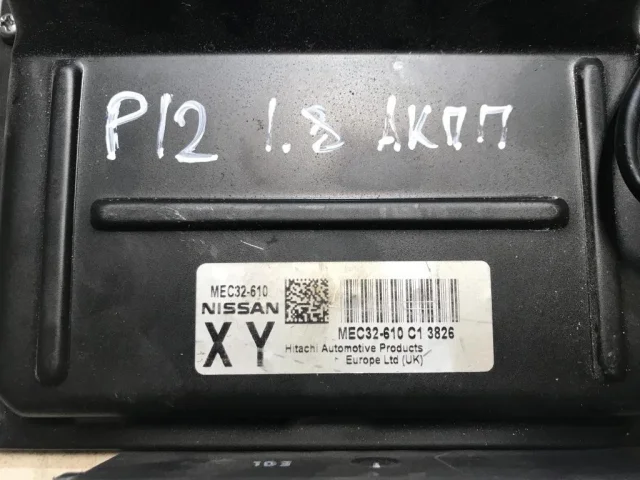 P12 1.8 АКПП
MEC32-610
NISSAN
XY
MEC32-610 C1 3826
Hitachi Automotive Products
Europe Ltd (UK)